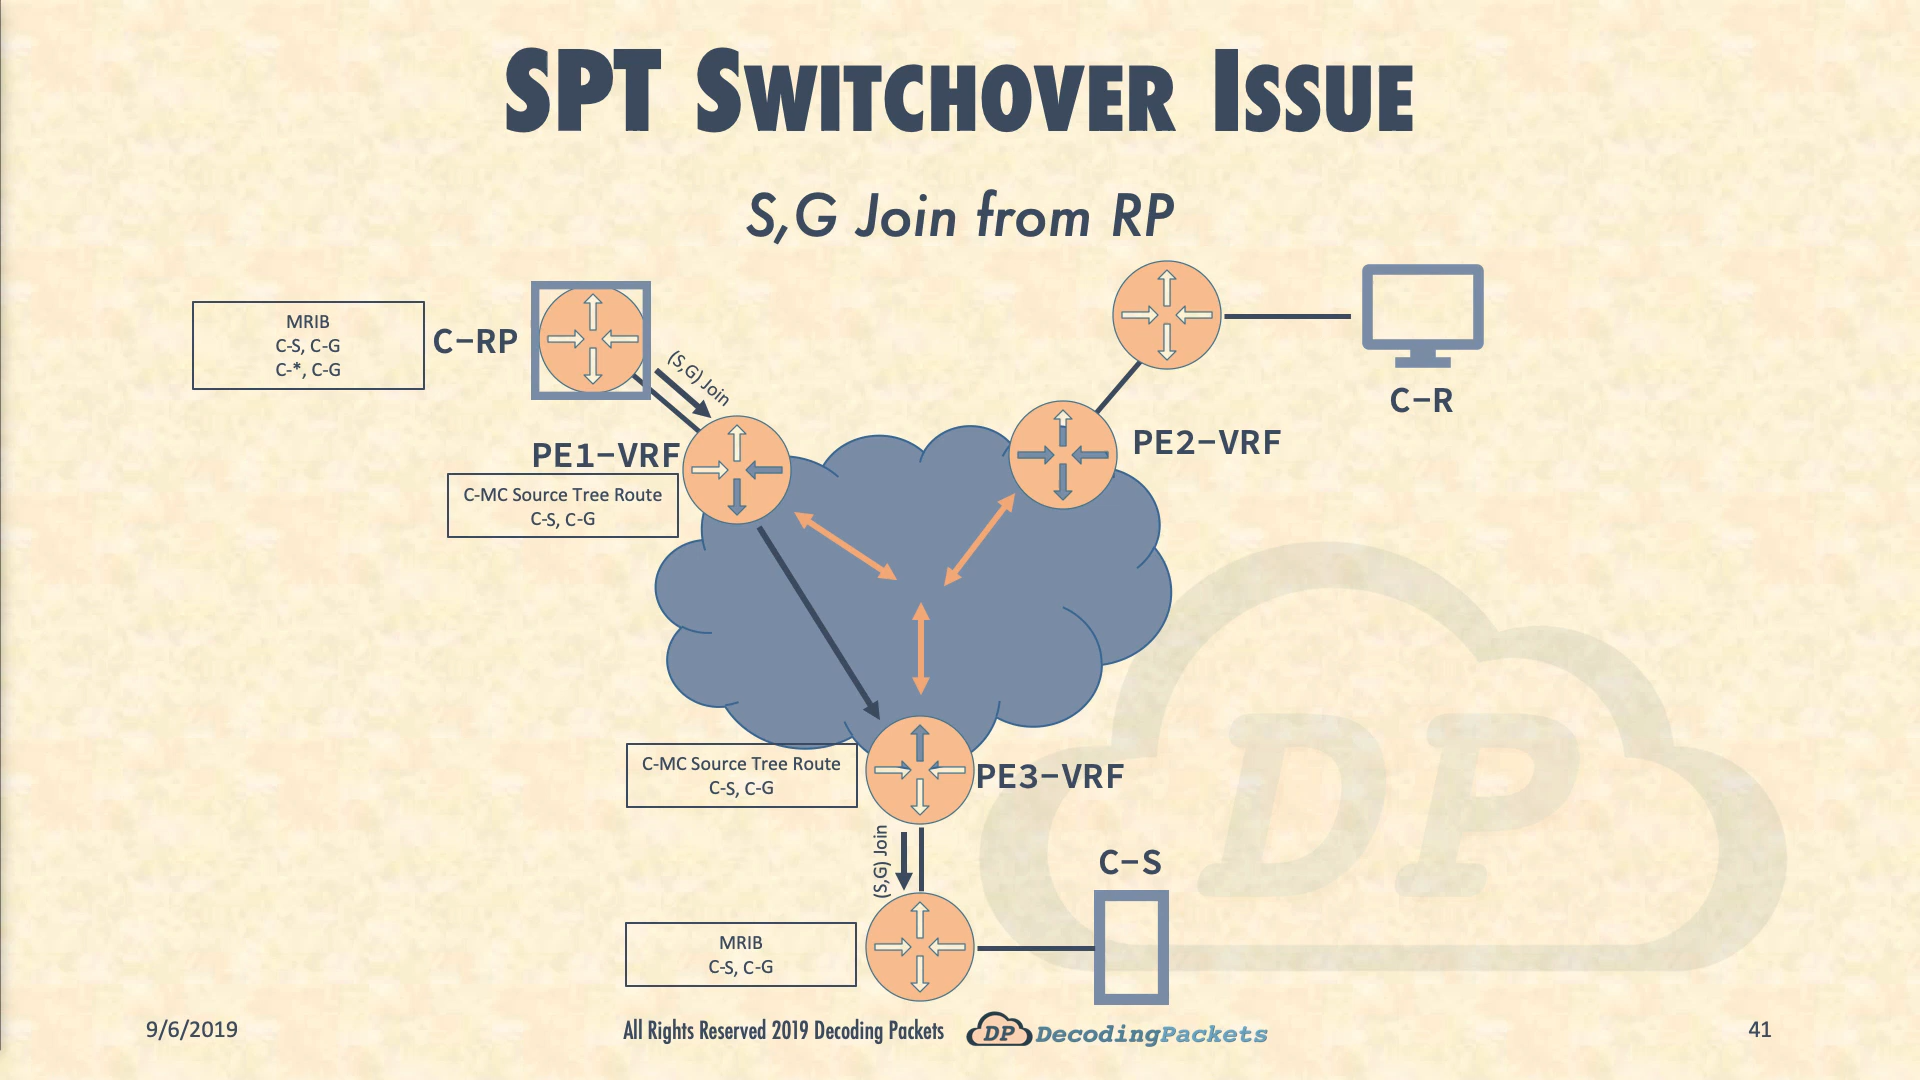 SPT Switchover Issue
S,G Join from RP
MRIB
C-S, C-G
C-*, C-G
C-RP
(S,G) Join
C-R
PE1-VRF
PE2-VRF
C-MC Source Tree Route
C-S, C-G
C-MC Source Tree Route
C-S, C-G
PE3-VRF
(S,G) Join
C-S
MRIB
C-S, C-G
DP
9/6/2019
All Rights Reserved 2019 Decoding Packets
DP DecodingPackets
41